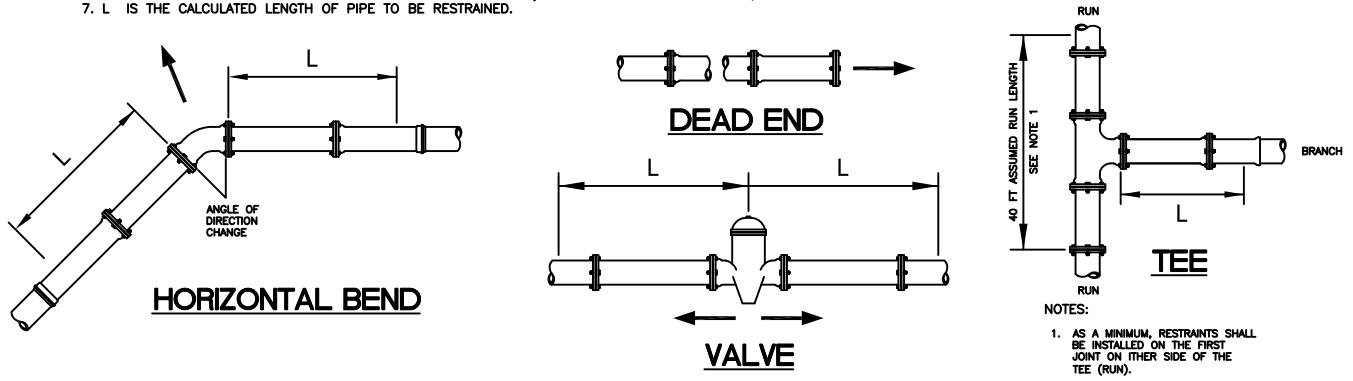 7. L IS THE CALCULATED LENGTH OF PIPE TO BE RESTRAINED.
L
L
ANGLE OF
DIRECTION
CHANGE
HORIZONTAL BEND
DEAD END
L
L
VALVE
RUN
40 FT ASSUMED RUN LENGTH
SEE NOTE 1
BRANCH
L
TEE
RUN
NOTES:
1. AS A MINIMUM, RESTRAINTS SHALL
BE INSTALLED ON THE FIRST
JOINT ON ITHER SIDE OF THE
TEE (RUN).